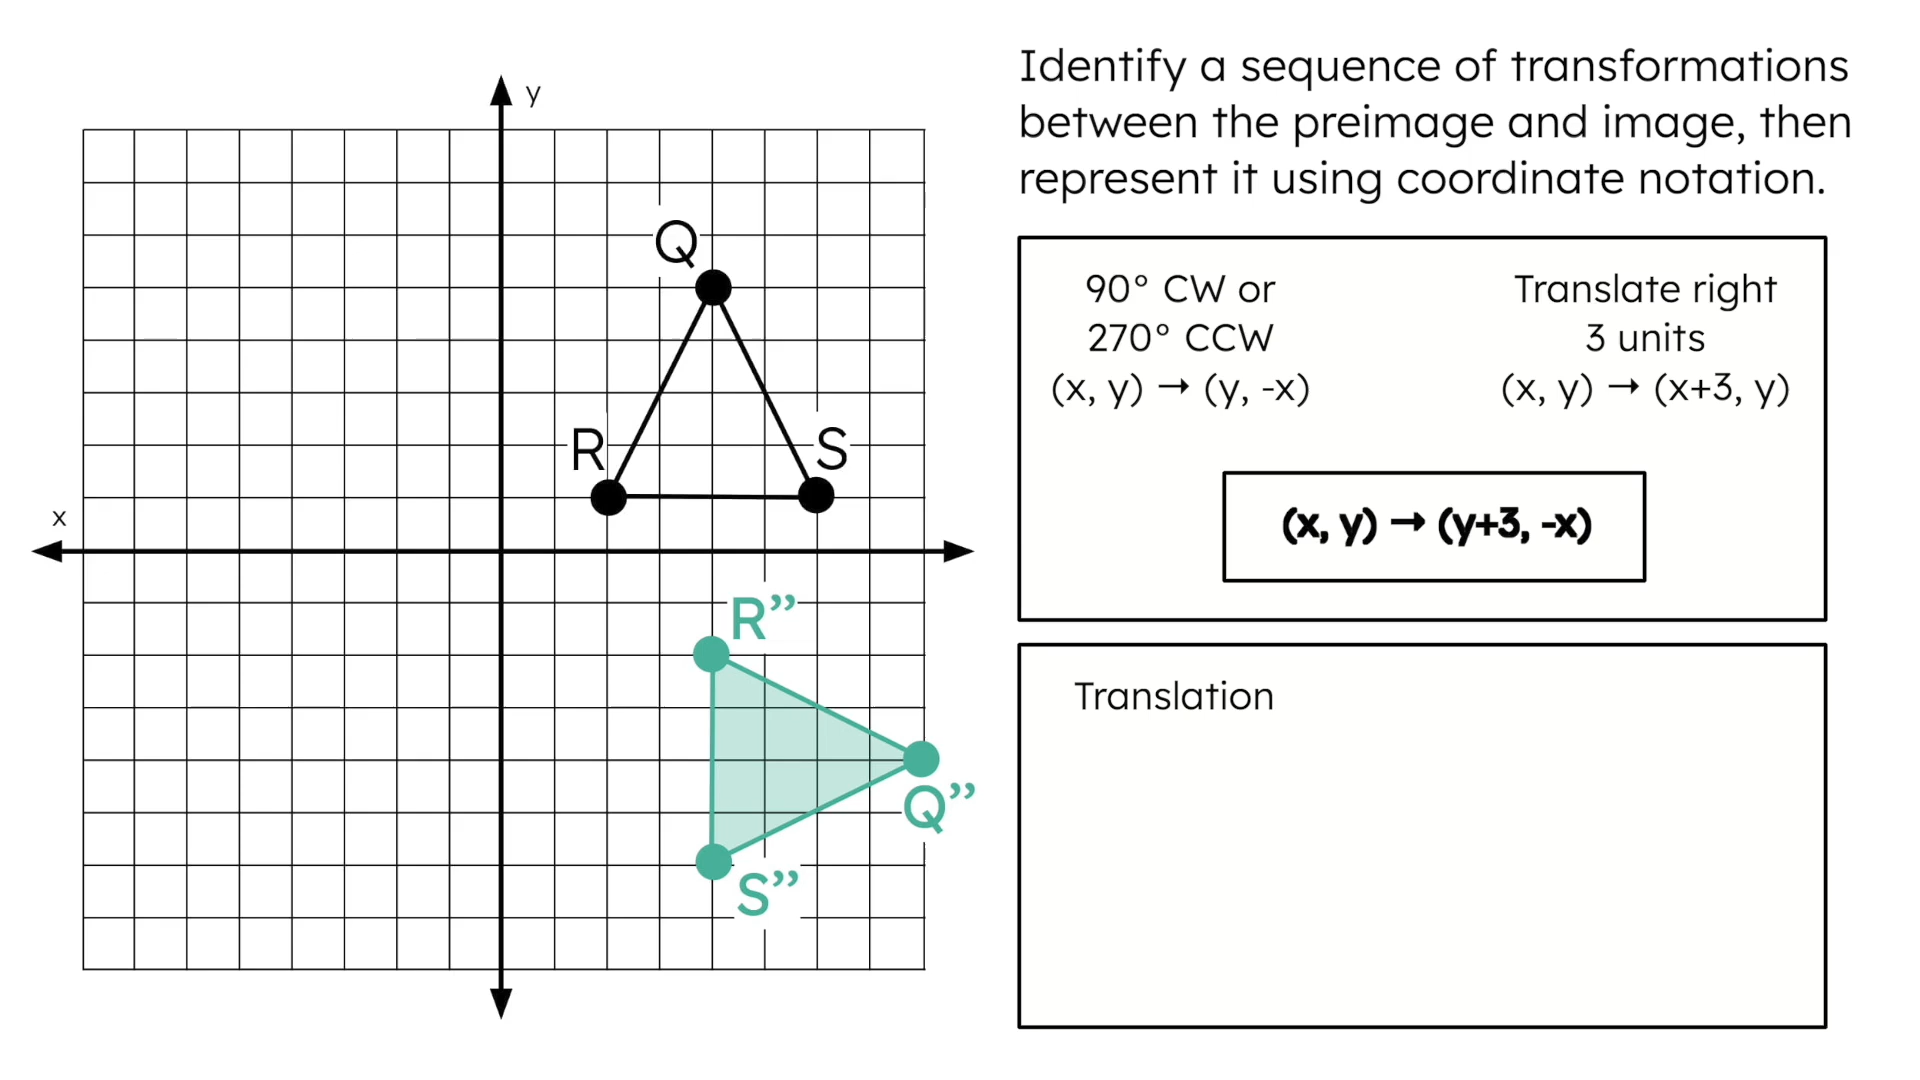 Identify a sequence of transformations
between the preimage and image, then
represent it using coordinate notation.
y
x
Q
R
S
R”
Q”
S”
90° CW or
270° CCW
(x, y) → (y, -x)
Translate right
3 units
(x, y) → (x+3, y)
(x, y) → (y+3, -x)
Translation